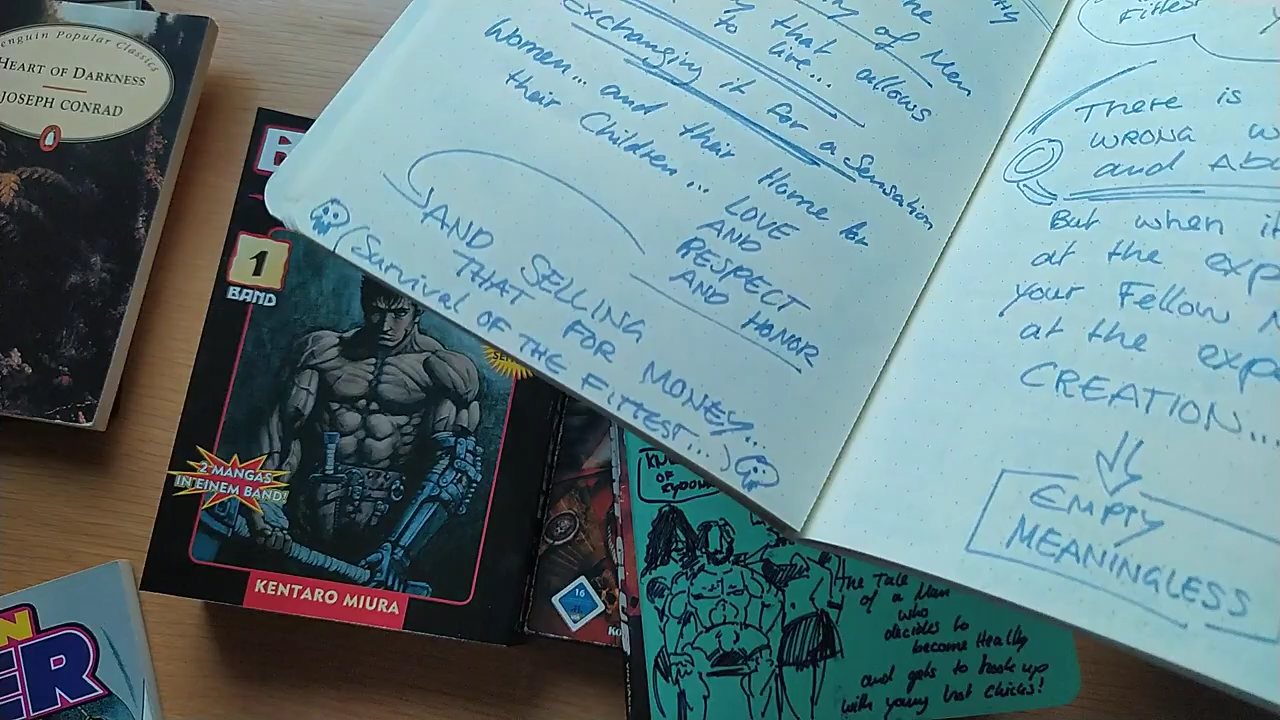 Penguin Popular Classics
HEART OF DARKNESS
JOSEPH CONRAD
1
BAND
2 MANGAS
IN EINEM BAND!
KENTARO MIURA
16
of Men
that allows
to live...
Exchanging it for a Sensation
Women... and their Home for
their Children... LOVE
AND
RESPECT
AND HONOR
AND SELLING
THAT FOR MONEY...
(Survival OF THE FITTEST...)
Fittest
There is
WRONG
and
But when it
at the
your Fellow
at the
CREATION....
EMPTY
MEANINGLESS
OF
The Tale
of a Man
who
decides to
become Healthy
and gets to hook up
with young hot chicks!